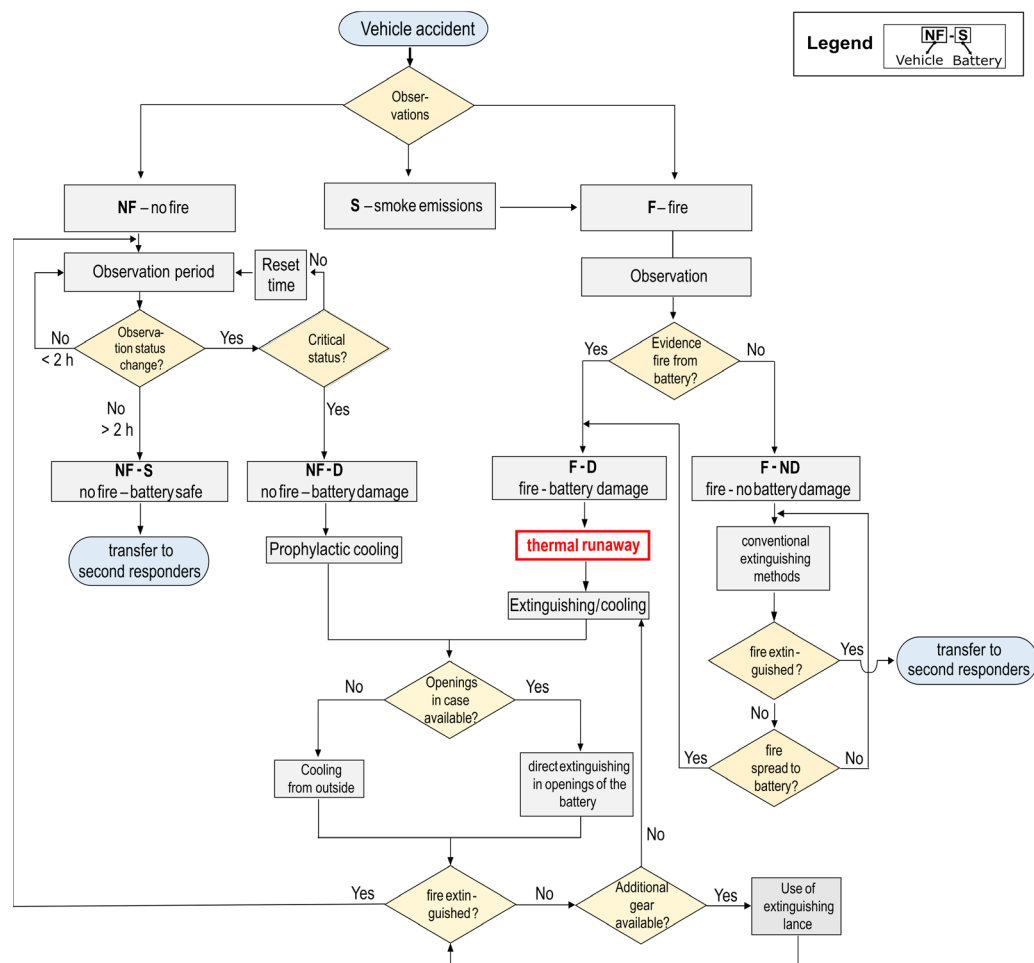 Vehicle accident
Legend
NF - S
Vehicle Battery
Obser-
vations
NF – no fire
S – smoke emissions
F – fire
Observation period
Reset
time
No
Observation
No
< 2 h
Observa-
tion status
change?
Yes
Critical
status?
Yes
Evidence
fire from
battery?
No
No
> 2 h
Yes
NF - S
no fire – battery safe
NF - D
no fire – battery damage
F - D
fire - battery damage
F - ND
fire - no battery damage
transfer to
second responders
Prophylactic cooling
thermal runaway
conventional
extinguishing
methods
Extinguishing/cooling
fire extin-
guished ?
Yes
transfer to
second responders
No
Openings
in case
available?
Yes
No
Yes
fire
spread to
battery?
No
Cooling
from outside
direct extinguishing
in openings of the
battery
No
Yes
fire extin-
guished ?
No
Additional
gear
available?
Yes
Use of
extinguishing
lance